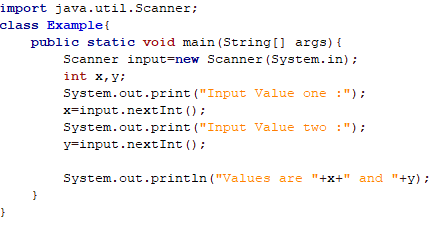 import java.util.Scanner;
class Example{
    public static void main(String[] args){
        Scanner input=new Scanner(System.in);
        int x,y;
        System.out.print("Input Value one :");
        x=input.nextInt();
        System.out.print("Input Value two :");
        y=input.nextInt();

        System.out.println("Values are "+x+" and "+y);
    }
}